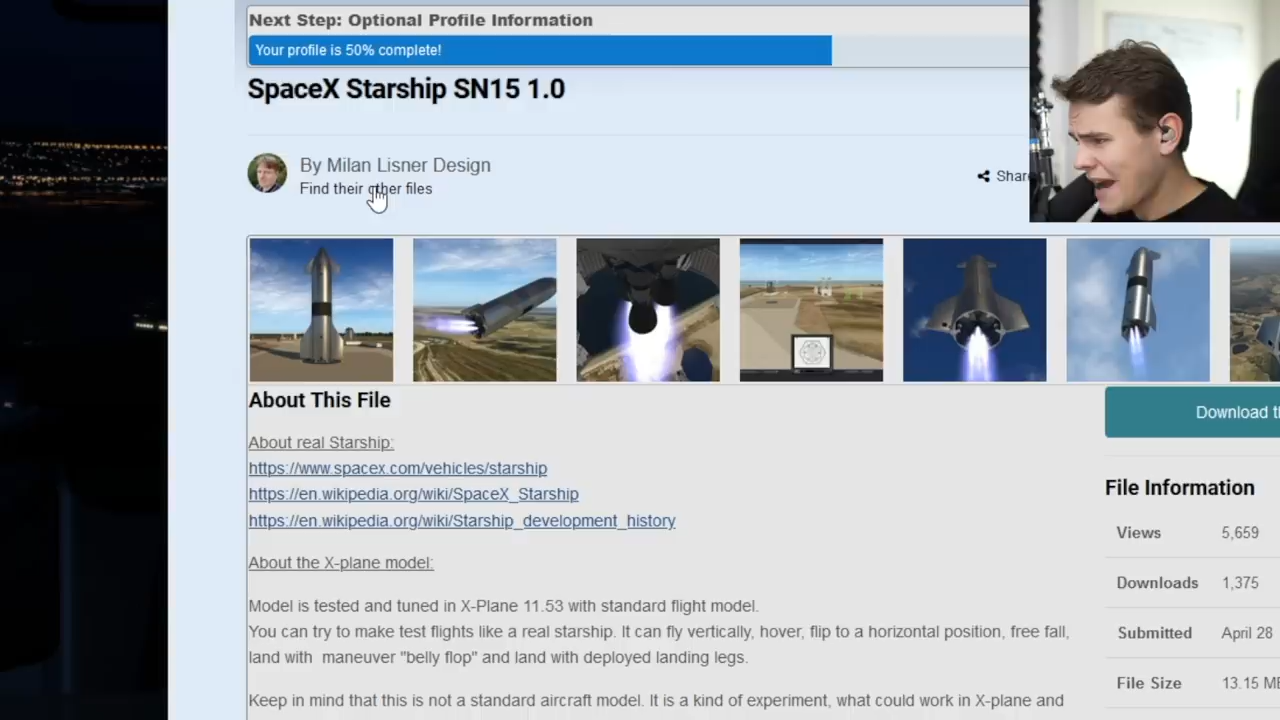 Next Step: Optional Profile Information
Your profile is 50% complete!
SpaceX Starship SN15 1.0
By Milan Lisner Design
Find their other files
Share
About This File
About real Starship:
https://www.spacex.com/vehicles/starship
https://en.wikipedia.org/wiki/SpaceX_Starship
https://en.wikipedia.org/wiki/Starship_development_history
About the X-plane model:
Model is tested and tuned in X-Plane 11.53 with standard flight model.
You can try to make test flights like a real starship. It can fly vertically, hover, flip to a horizontal position, free fall,
land with maneuver "belly flop" and land with deployed landing legs.
Keep in mind that this is not a standard aircraft model. It is a kind of experiment, what could work in X-plane and
Download
File Information
Views 5,659
Downloads 1,375
Submitted April 28
File Size 13.15